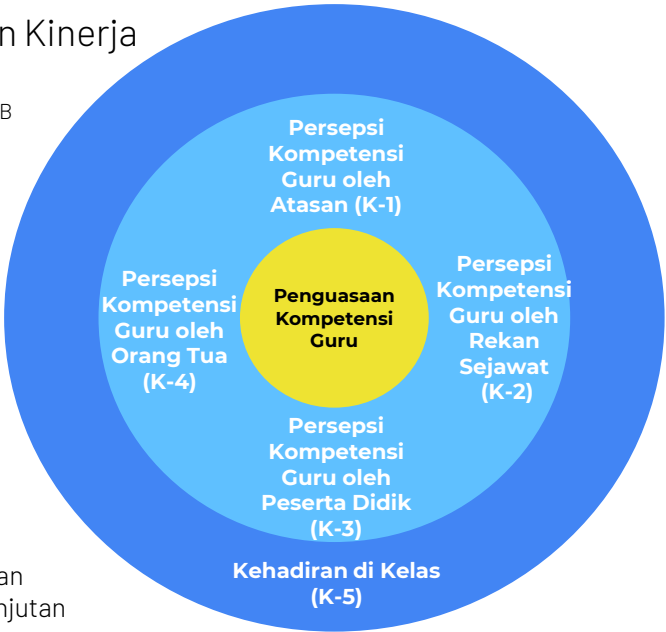 n Kinerja
B
Persepsi
Kompetensi
Guru oleh
Atasan (K-1)
Persepsi
Kompetensi
Guru oleh
Orang Tua
(K-4)
Penguasaan
Kompetensi
Guru
Persepsi
Kompetensi
Guru oleh
Rekan
Sejawat
(K-2)
Persepsi
Kompetensi
Guru oleh
Peserta Didik
(K-3)
Kehadiran di Kelas
(K-5)
an
njutan